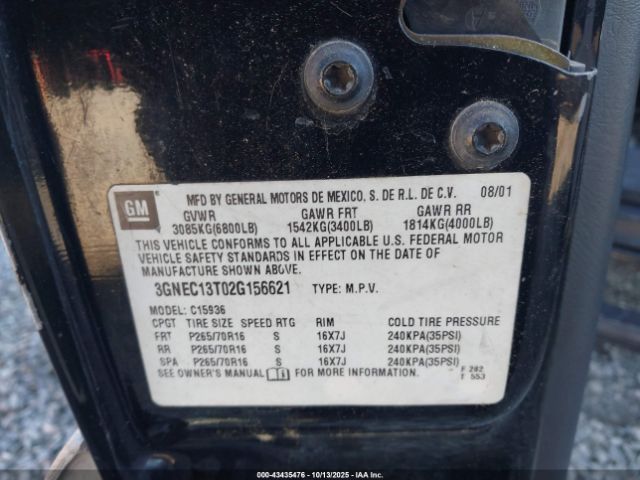 GM
MFD BY GENERAL MOTORS DE MEXICO, S. DE R.L. DE C.V. 08/01
GVWR GAWR FRT GAWR RR
3085KG(6800LB) 1542KG(3400LB) 1814KG(4000LB)
THIS VEHICLE CONFORMS TO ALL APPLICABLE U.S. FEDERAL MOTOR
VEHICLE SAFETY STANDARDS IN EFFECT ON THE DATE OF
MANUFACTURE SHOWN ABOVE.
3GNEC13T02G156621 TYPE: M.P.V.
MODEL: C15936
CPGT TIRE SIZE SPEED RTG RIM COLD TIRE PRESSURE
FRT P265/70R16 S 16X7J 240KPA(35PSI)
RR P265/70R16 S 16X7J 240KPA(35PSI)
SPA P265/70R16 S 16X7J 240KPA(35PSI)
SEE OWNER'S MANUAL FOR MORE INFORMATION.
F 282
T 553
000-43435476 - 10/13/2025 - IAAI.com